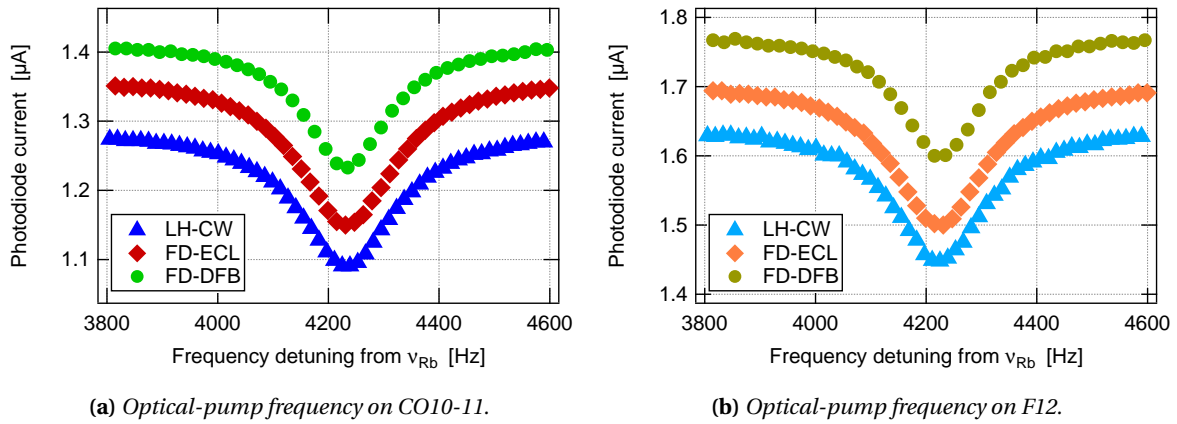 Photodiode current [µA]
1.4
1.3
1.2
1.1
LH-CW
FD-ECL
FD-DFB
3800
4000
4200
4400
4600
Frequency detuning from νRb [Hz]
(a) Optical-pump frequency on CO10-11.
Photodiode current [µA]
1.8
1.7
1.6
1.5
1.4
LH-CW
FD-ECL
FD-DFB
3800
4000
4200
4400
4600
Frequency detuning from νRb [Hz]
(b) Optical-pump frequency on F12.